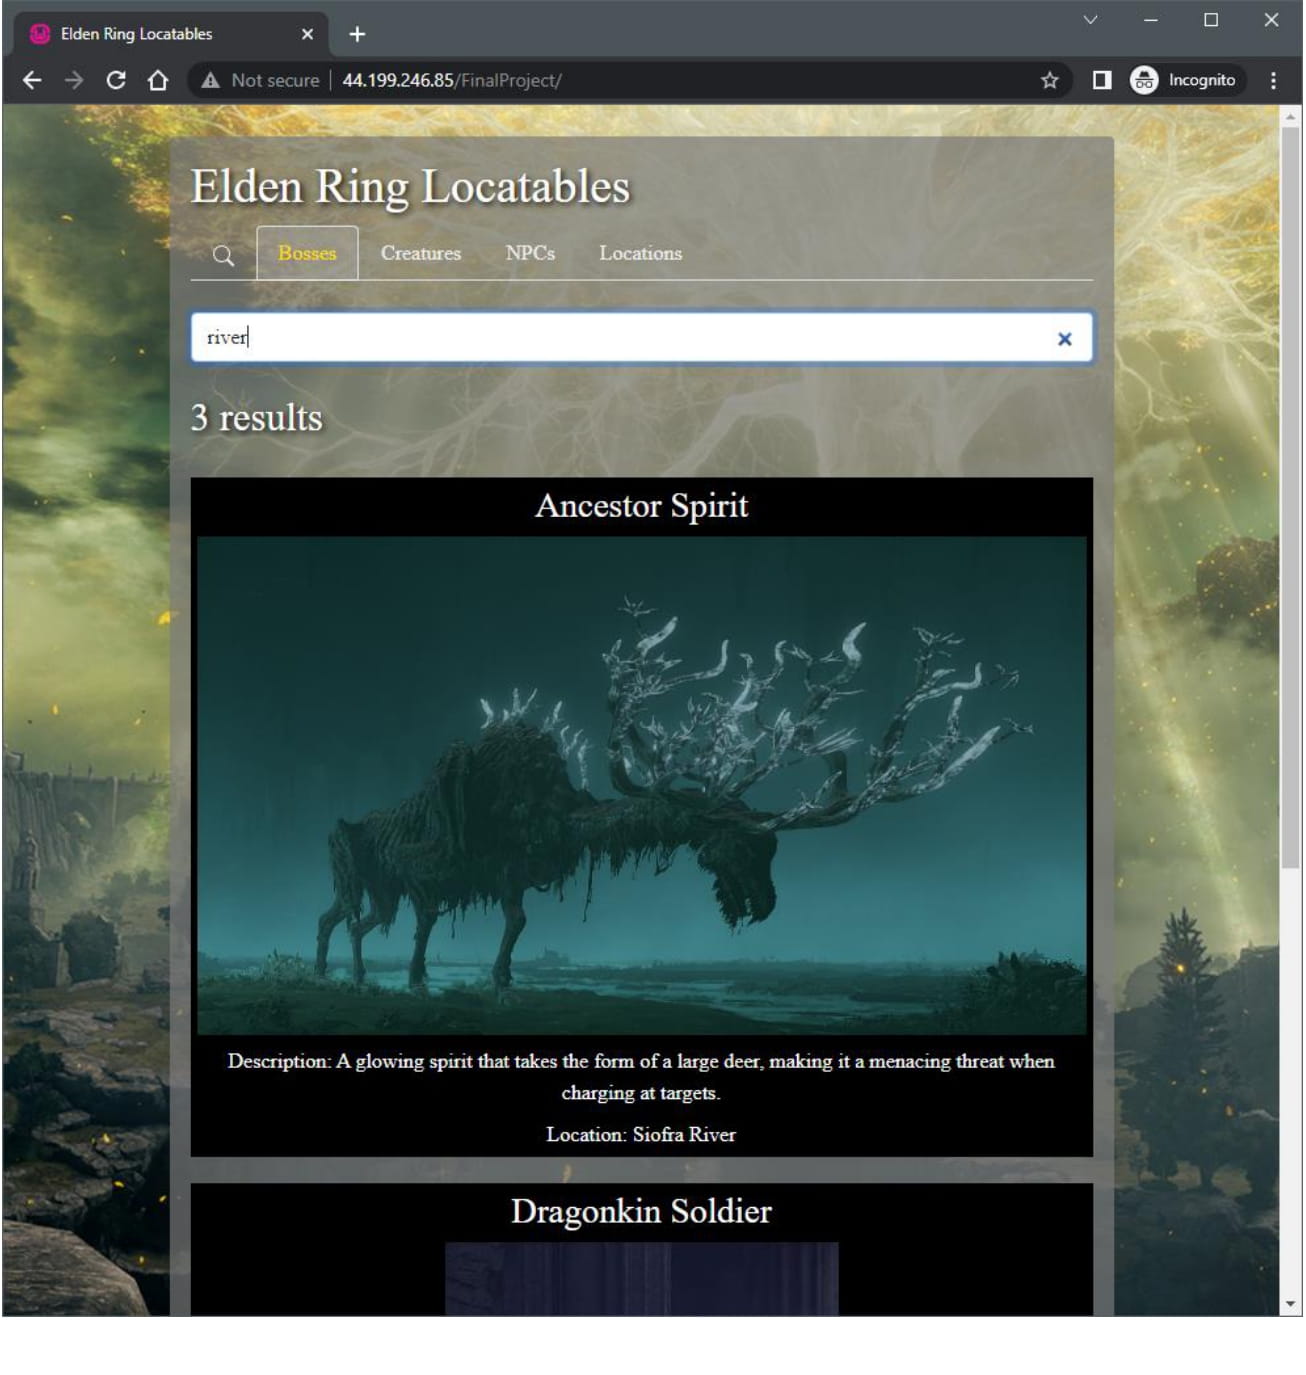 Elden Ring Locatables
Not secure | 44.199.246.85/FinalProject/
Incognito
Elden Ring Locatables
Bosses Creatures NPCs Locations
river
3 results
Ancestor Spirit
Description: A glowing spirit that takes the form of a large deer, making it a menacing threat when
charging at targets.
Location: Siofra River
Dragonkin Soldier